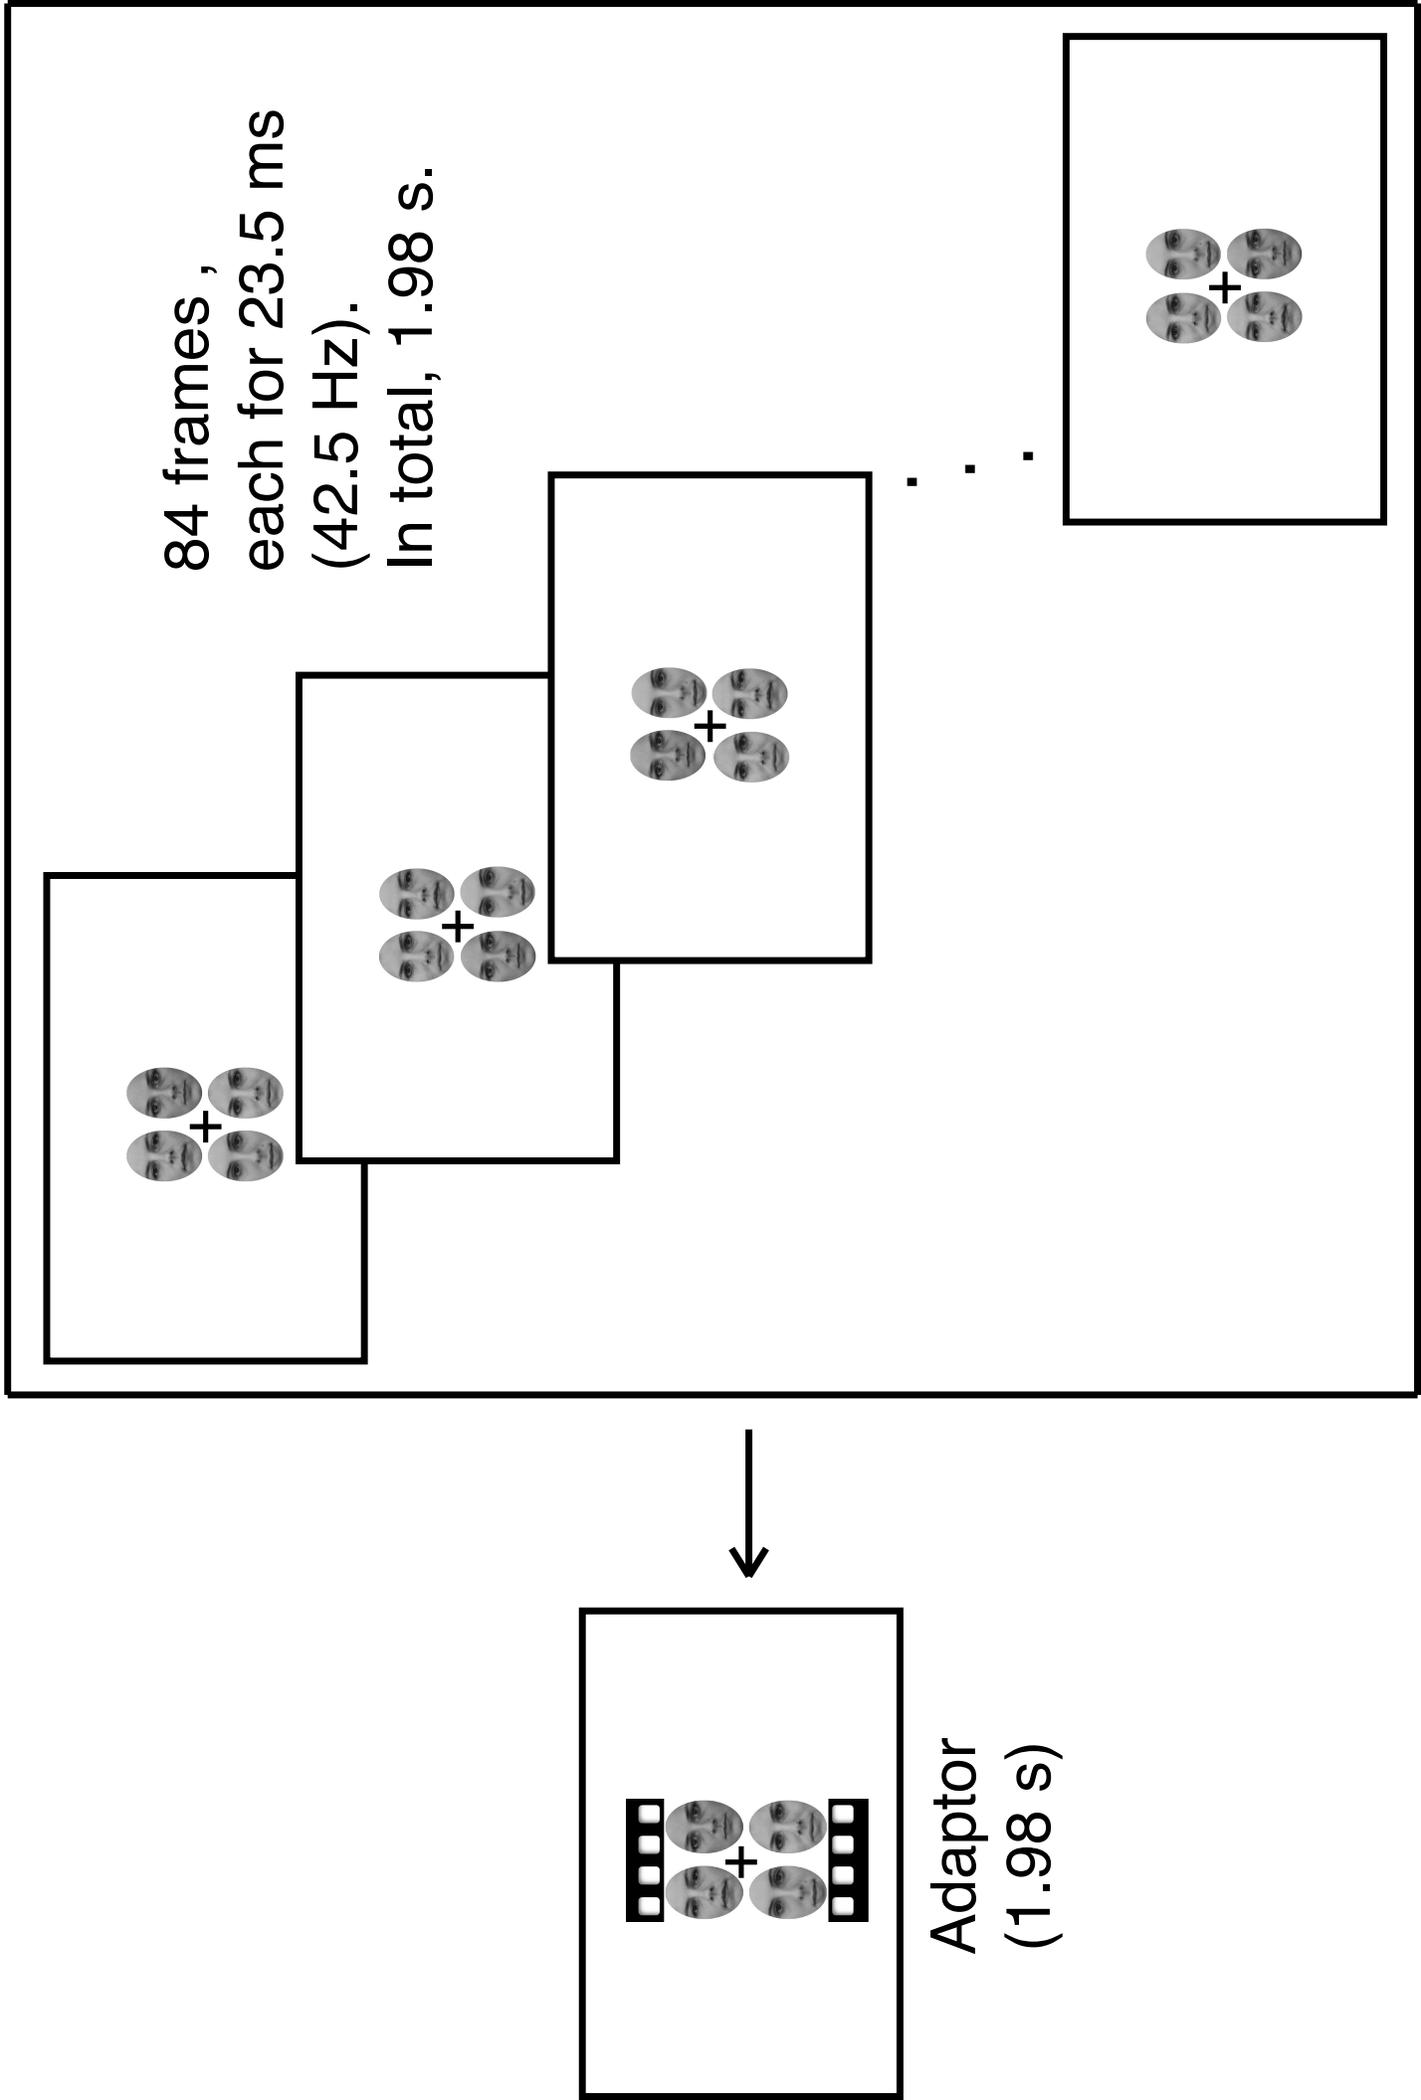 84 frames ,
each for 23.5 ms
(42.5 Hz).
In total, 1.98 s.
Adaptor
(1.98 s)